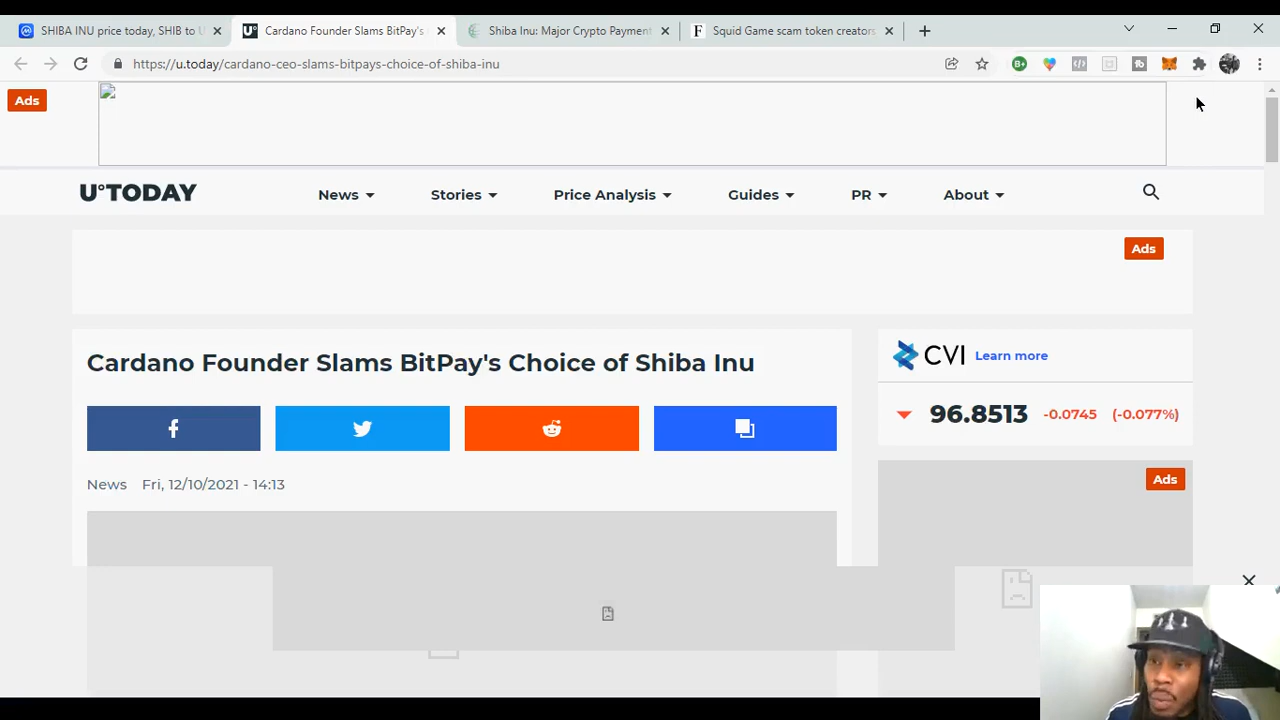 SHIBA INU price today, SHIB to U
Cardano Founder Slams BitPay's
Shiba Inu: Major Crypto Payment
Squid Game scam token creators
https://u.today/cardano-ceo-slams-bitpays-choice-of-shiba-inu
Ads
U°TODAY
News
Stories
Price Analysis
Guides
PR
About
Ads
Cardano Founder Slams BitPay's Choice of Shiba Inu
CVI Learn more
96.8513 -0.0745 (-0.077%)
News Fri, 12/10/2021 - 14:13
Ads